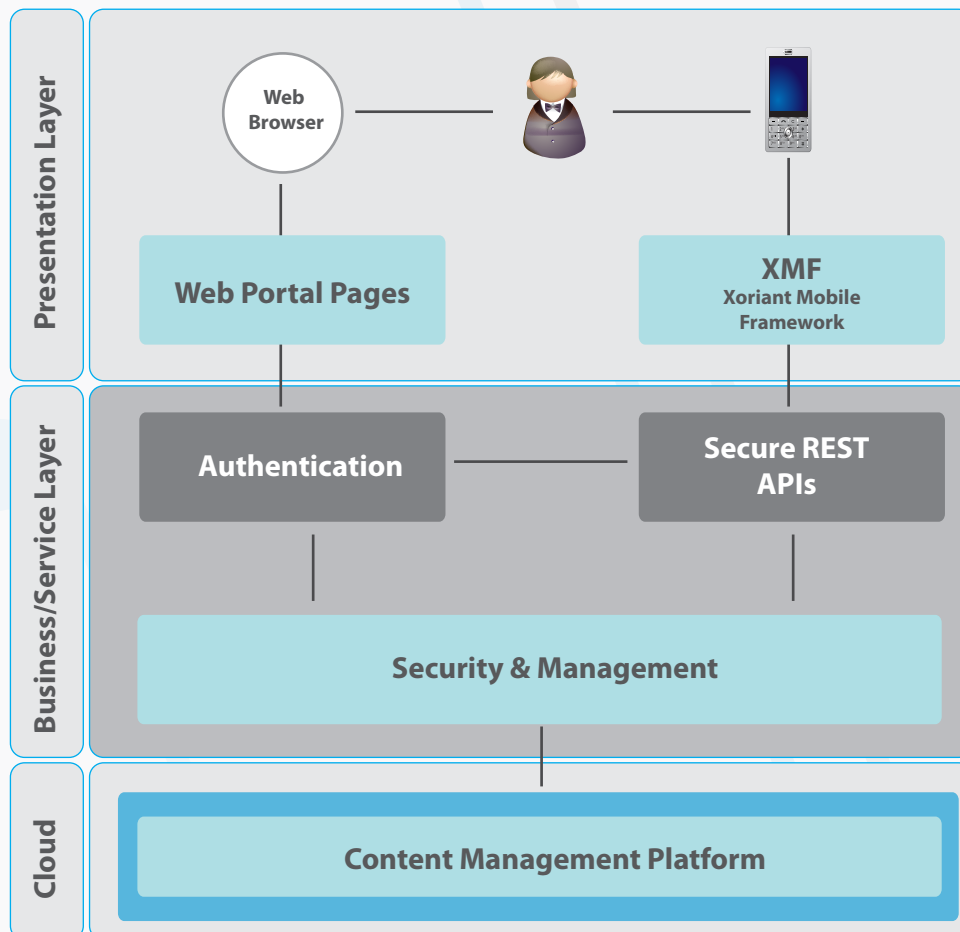 Presentation Layer
Web
Browser
Web Portal Pages
XMF
Xoriant Mobile
Framework
Business/Service Layer
Authentication
Secure REST
APIs
Security & Management
Cloud
Content Management Platform